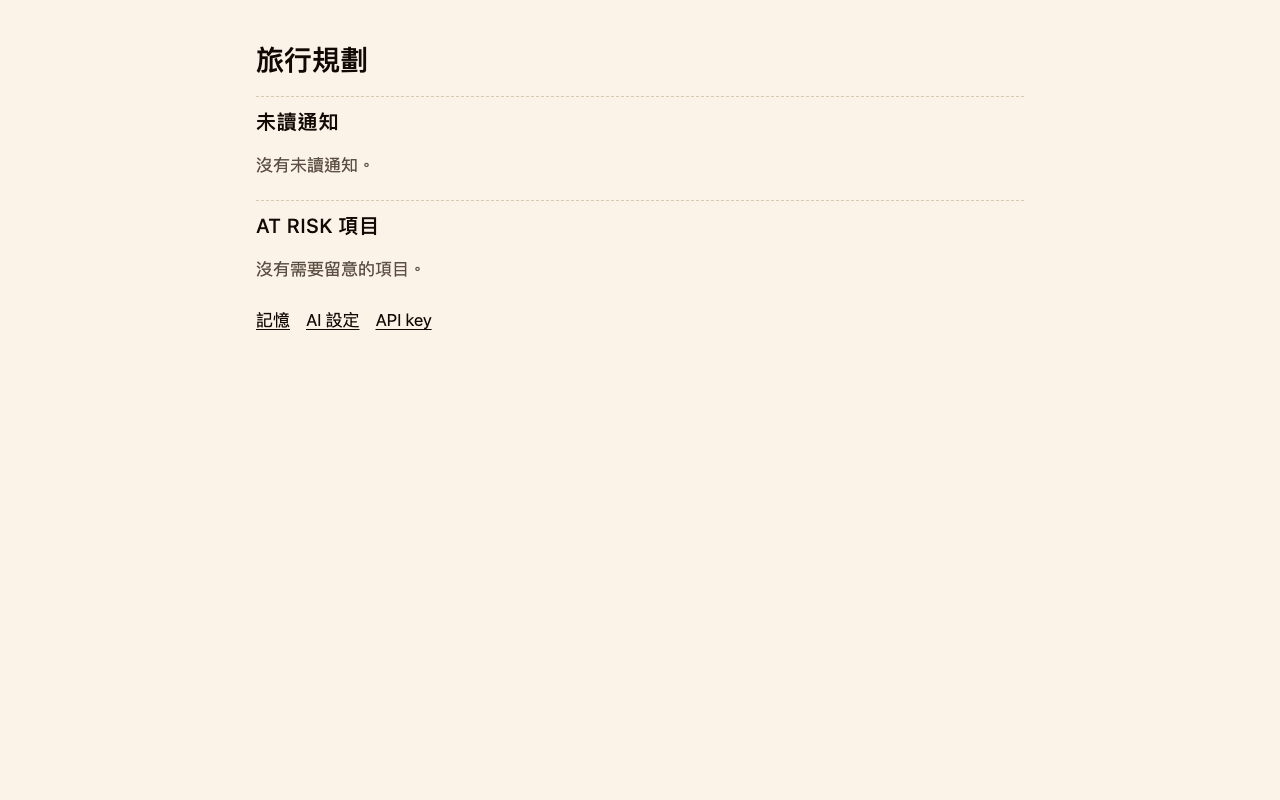 旅行規劃
未讀通知
沒有未讀通知。
AT RISK 項目
沒有需要留意的項目。
記憶 AI 設定 API key